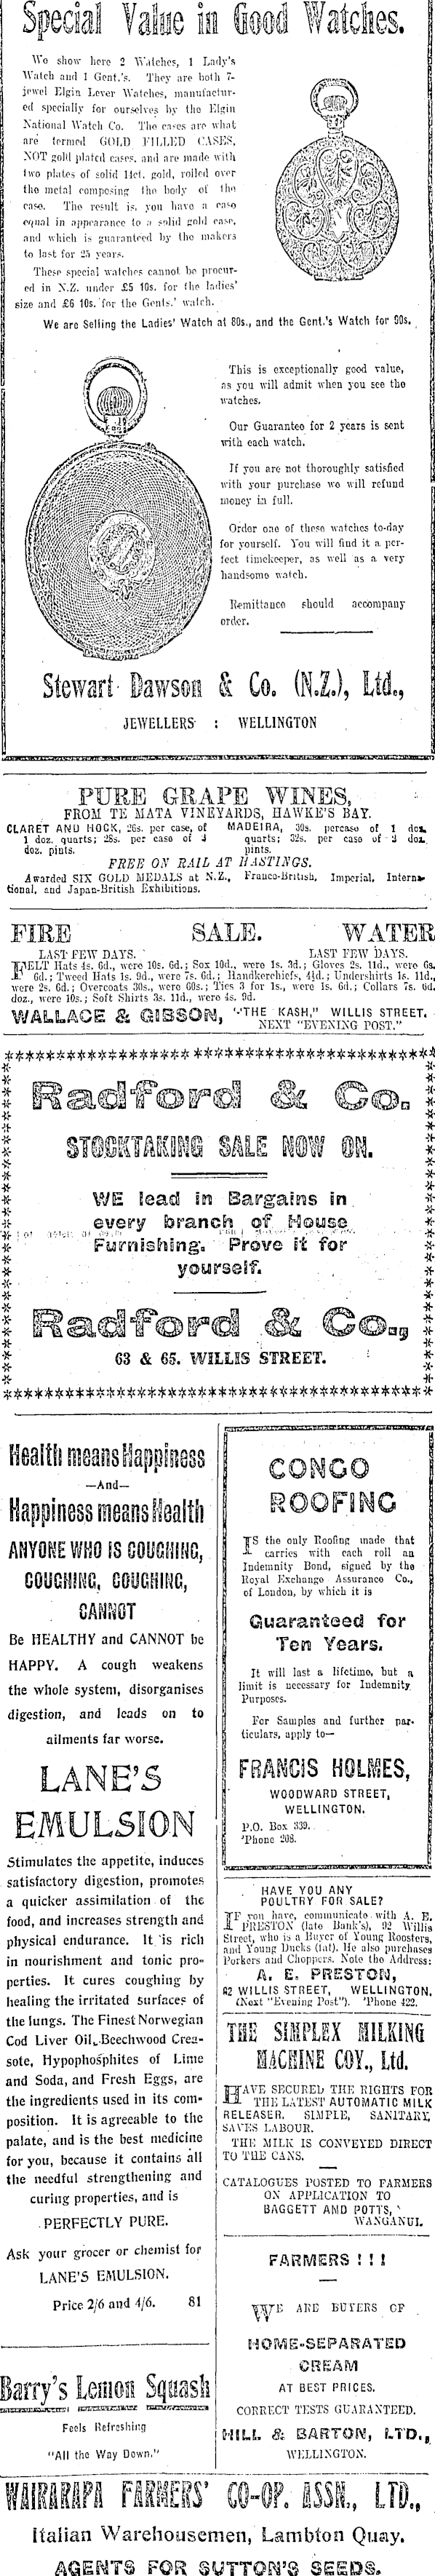 Special Value in Good Watches.
We show here 2 Watches, 1 Lady's
Watch and 1 Gent.'s. They are both 7-
jewel Elgin Lever Watches, manufactur-
ed specially for ourselves by the Elgin
National Watch Co. The cases are what
are termed GOLD FILLED CASES,
NOT gold plated cases, and are made with
two plates of solid 14ct. gold, rolled over
the metal composing the body of the
case. The result is, you have a case
equal in appearance to a solid gold case,
and which is guaranteed by the makers
to last for 25 years.
These special watches cannot be procur-
ed in N.Z. under £5 10s. for the ladies'
size and £6 10s. for the Gents.' watch.
We are Selling the Ladies' Watch at 80s., and the Gent.'s Watch for 90s.
This is exceptionally good value,
as you will admit when you see the
watches.
Our Guarantee for 2 years is sent
with each watch.
If you are not thoroughly satisfied
with your purchase we will refund
money in full.
Order one of these watches to-day
for yourself. You will find it a per-
fect timekeeper, as well as a very
handsome watch.
Remittance should accompany
order.
Stewart Dawson & Co. (N.Z.), Ltd.,
JEWELLERS : WELLINGTON
PURE GRAPE WINES,
FROM TE MATA VINEYARDS, HAWKE'S BAY.
CLARET AND HOCK, 26s. per case, of
1 doz. quarts; 28s. per case of
doz. pints.
MADEIRA, 30s. percase of 1 doz.
quarts; 32s. per case of doz.
pints.
FREE ON RAIL AT HASTINGS.
Awarded SIX GOLD MEDALS at N.Z., Franco-British, Imperial, Interna-
tional, and Japan-British Exhibitions.
FIRE SALE. WATER
LAST FEW DAYS. LAST FEW DAYS.
FELT Hats 4s. 6d., were 10s. 6d.; Sox 10d., were 1s. 3d.; Gloves 2s. 11d., were 6s.
6d.; Tweed Hats 1s. 9d., were 7s. 6d.; Handkerchiefs, 4½d.; Undershirts 1s. 11d.,
were 2s. 6d.; Overcoats 30s., were 60s.; Ties 3 for 1s., were 1s. 6d.; Collars 7s. 6d.
doz., were 10s.; Soft Shirts 3s. 11d., were 4s. 9d.
WALLACE & GIBSON, "THE KASH," WILLIS STREET.
NEXT "EVENING POST."
Radford & Co.
STOCKTAKING SALE NOW ON.
WE lead in Bargains in
every branch of House
Furnishing. Prove it for
yourself.
Radford & Co.,
63 & 65. WILLIS STREET.
Health means Happiness
—And—
Happiness means Health
ANYONE WHO IS COUGHING,
COUGHING, COUGHING,
CANNOT
Be HEALTHY and CANNOT be
HAPPY. A cough weakens
the whole system, disorganises
digestion, and leads on to
ailments far worse.
LANE'S
EMULSION
Stimulates the appetite, induces
satisfactory digestion, promotes
a quicker assimilation of the
food, and increases strength and
physical endurance. It is rich
in nourishment and tonic pro-
perties. It cures coughing by
healing the irritated surfaces of
the lungs. The Finest Norwegian
Cod Liver Oil, Beechwood Creo-
sote, Hypophosphites of Lime
and Soda, and Fresh Eggs, are
the ingredients used in its com-
position. It is agreeable to the
palate, and is the best medicine
for you, because it contains all
the needful strengthening and
curing properties, and is
PERFECTLY PURE.
Ask your grocer or chemist for
LANE'S EMULSION.
Price 2/6 and 4/6. 81
Barry's Lemon Squash
Feels Refreshing
"All the Way Down."
CONGO
ROOFING
IS the only Roofing made that
carries with each roll an
Indemnity Bond, signed by the
Royal Exchange Assurance Co.,
of London, by which it is
Guaranteed for
Ten Years.
It will last a lifetime, but a
limit is necessary for Indemnity
Purposes.
For Samples and further par-
ticulars, apply to—
FRANCIS HOLMES,
WOODWARD STREET,
WELLINGTON.
P.O. Box 339.
'Phone 208.
HAVE YOU ANY
POULTRY FOR SALE?
IF you have, communicate with A. E.
PRESTON (late Bank's), 92 Willis
Street, who is a Buyer of Young Roosters,
and Young Ducks (fat). He also purchases
Porkers and Choppers. Note the Address:
A. E. PRESTON,
92 WILLIS STREET, WELLINGTON.
(Next "Evening Post"). 'Phone 422.
THE SIMPLEX MILKING
MACHINE COY., Ltd.
HAVE SECURED THE RIGHTS FOR
THE LATEST AUTOMATIC MILK
RELEASER. SIMPLE, SANITARY,
SAVES LABOUR.
THE MILK IS CONVEYED DIRECT
TO THE CANS.
CATALOGUES POSTED TO FARMERS
ON APPLICATION TO
BAGGETT AND POTTS,
WANGANUI.
FARMERS ! ! !
WE ARE BUYERS OF
HOME-SEPARATED
CREAM
AT BEST PRICES.
CORRECT TESTS GUARANTEED.
HILL & BARTON, LTD.,
WELLINGTON.
WAIRARAPA FARMERS' CO-OP. ASSN., LTD.,
Italian Warehousemen, Lambton Quay.
AGENTS FOR SUTTON'S SEEDS.